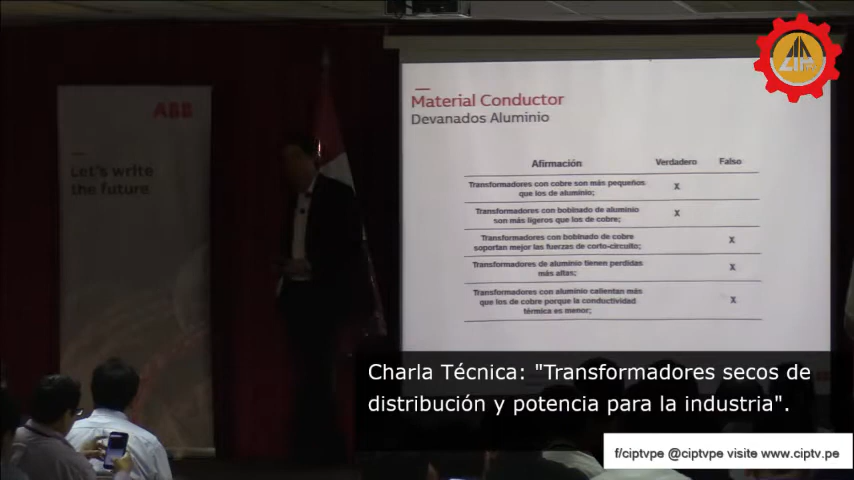 ABB
Let's write
the future.
Material Conductor
Devanados Aluminio
Afirmación Verdadero Falso
Transformadores con cobre son más pequeños
que los de aluminio; X
Transformadores con bobinado de aluminio
son más ligeros que los de cobre; X
Transformadores con bobinado de cobre
soportan mejor las fuerzas de corto-circuito; X
Transformadores de aluminio tienen perdidas
más altas; X
Transformadores con aluminio calientan más
que los de cobre porque la conductividad
térmica es menor; X
Charla Técnica: "Transformadores secos de
distribución y potencia para la industria".
f/ciptvpe @ciptvpe visite www.ciptv.pe